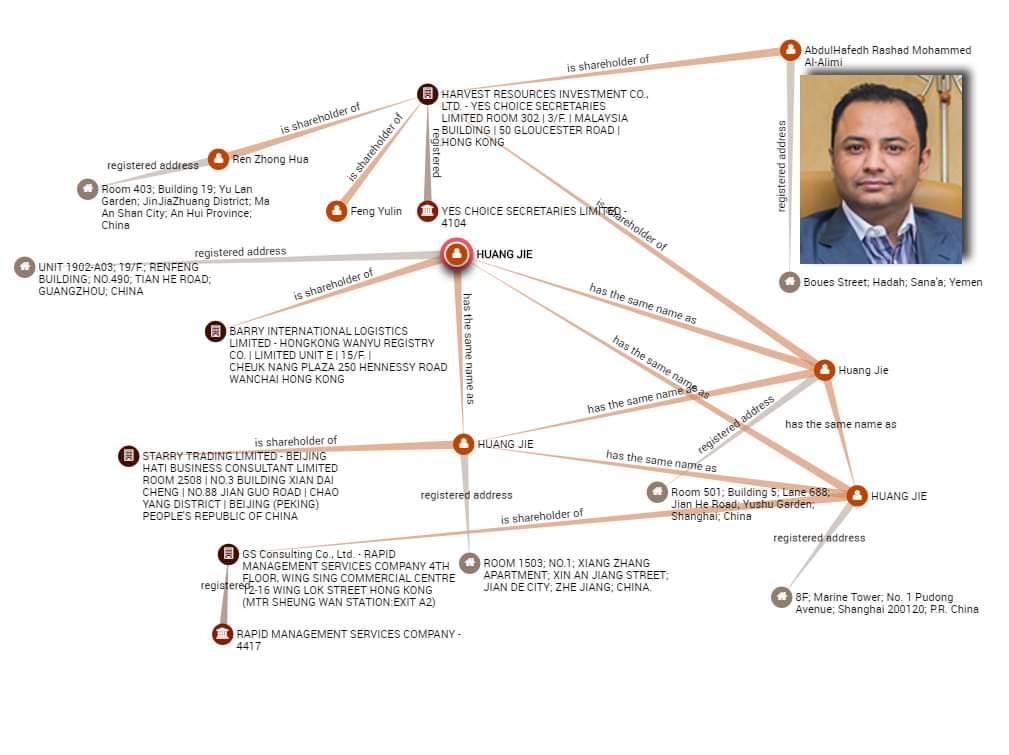 AbdulHafedh Rashad Mohammed
Al-Alimi
is shareholder of
HARVEST RESOURCES INVESTMENT CO.,
LTD. - YES CHOICE SECRETARIES
LIMITED ROOM 302 | 3/F. | MALAYSIA
BUILDING | 50 GLOUCESTER ROAD |
HONG KONG
is shareholder of
is shareholder of
registered
registered address
registered address
Ren Zhong Hua
Room 403; Building 19; Yu Lan
Garden; JinJiaZhuang District; Ma
An Shan City; An Hui Province;
China
Feng Yulin
YES CHOICE SECRETARIES LIMITED -
4104
is shareholder of
registered address
HUANG JIE
UNIT 1902-A03; 19/F.; RENFENG
BUILDING; NO.490; TIAN HE ROAD;
GUANGZHOU; CHINA
is shareholder of
has the same name as
has the same name as
Boues Street; Hadah; Sana'a; Yemen
BARRY INTERNATIONAL LOGISTICS
LIMITED - HONGKONG WANYU REGISTRY
CO. | LIMITED UNIT E | 15/F. |
CHEUK NANG PLAZA 250 HENNESSY ROAD
WANCHAI HONG KONG
has the same name as
Huang Jie
has the same name as
registered address
has the same name as
is shareholder of
HUANG JIE
STARRY TRADING LIMITED - BEIJING
HATI BUSINESS CONSULTANT LIMITED
ROOM 2508 | NO.3 BUILDING XIAN DAI
CHENG | NO.88 JIAN GUO ROAD | CHAO
YANG DISTRICT | BEIJING (PEKING)
PEOPLE'S REPUBLIC OF CHINA
has the same name as
registered address
Room 501; Building 5; Lane 688;
Jian He Road; Yushu Garden;
Shanghai; China
HUANG JIE
is shareholder of
registered address
GS Consulting Co., Ltd. - RAPID
MANAGEMENT SERVICES COMPANY 4TH
FLOOR, WING SING COMMERCIAL CENTRE
12-16 WING LOK STREET HONG KONG
(MTR SHEUNG WAN STATION:EXIT A2)
registered
ROOM 1503; NO.1; XIANG ZHANG
APARTMENT; XIN AN JIANG STREET;
JIAN DE CITY; ZHE JIANG; CHINA.
8F; Marine Tower; No. 1 Pudong
Avenue; Shanghai 200120; P.R. China
RAPID MANAGEMENT SERVICES COMPANY -
4417